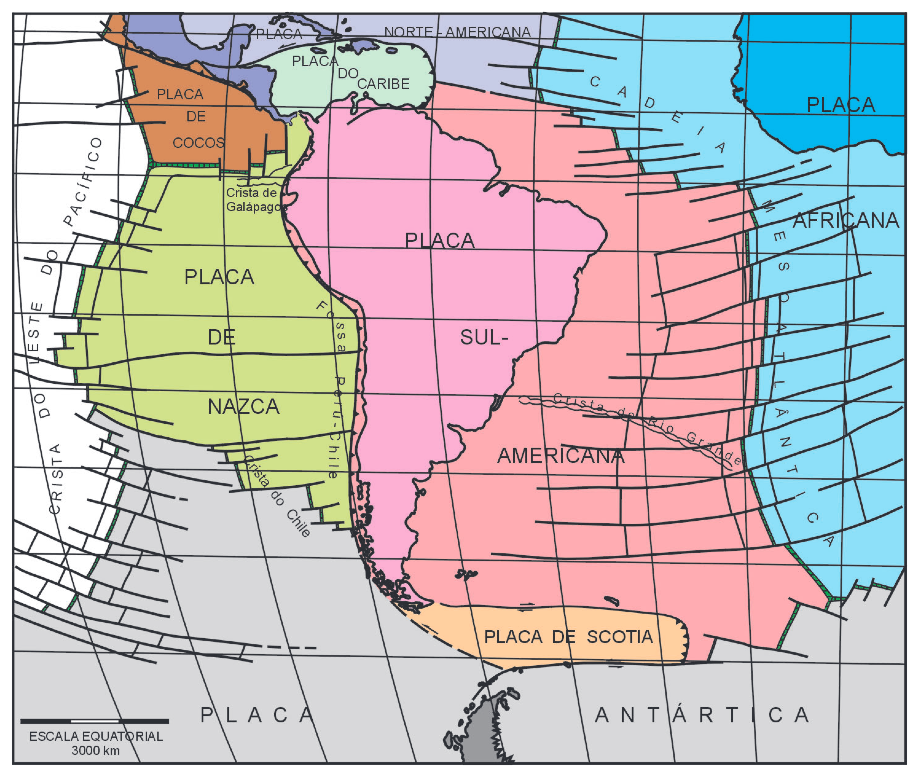 PLACA NORTE - AMERICANA
PLACA
DO
CARIBE
PLACA
DE
COCOS
CADEIA MESOATLÂNTICA
PLACA
AFRICANA
CRISTA DO LESTE DO PACÍFICO
Crista de
Galápagos
PLACA
DE
NAZCA
Fossa Peru-Chile
PLACA
SUL-
AMERICANA
Crista do Rio Grande
Crista do Chile
PLACA DE SCOTIA
PLACA ANTÁRTICA
ESCALA EQUATORIAL
3000 km